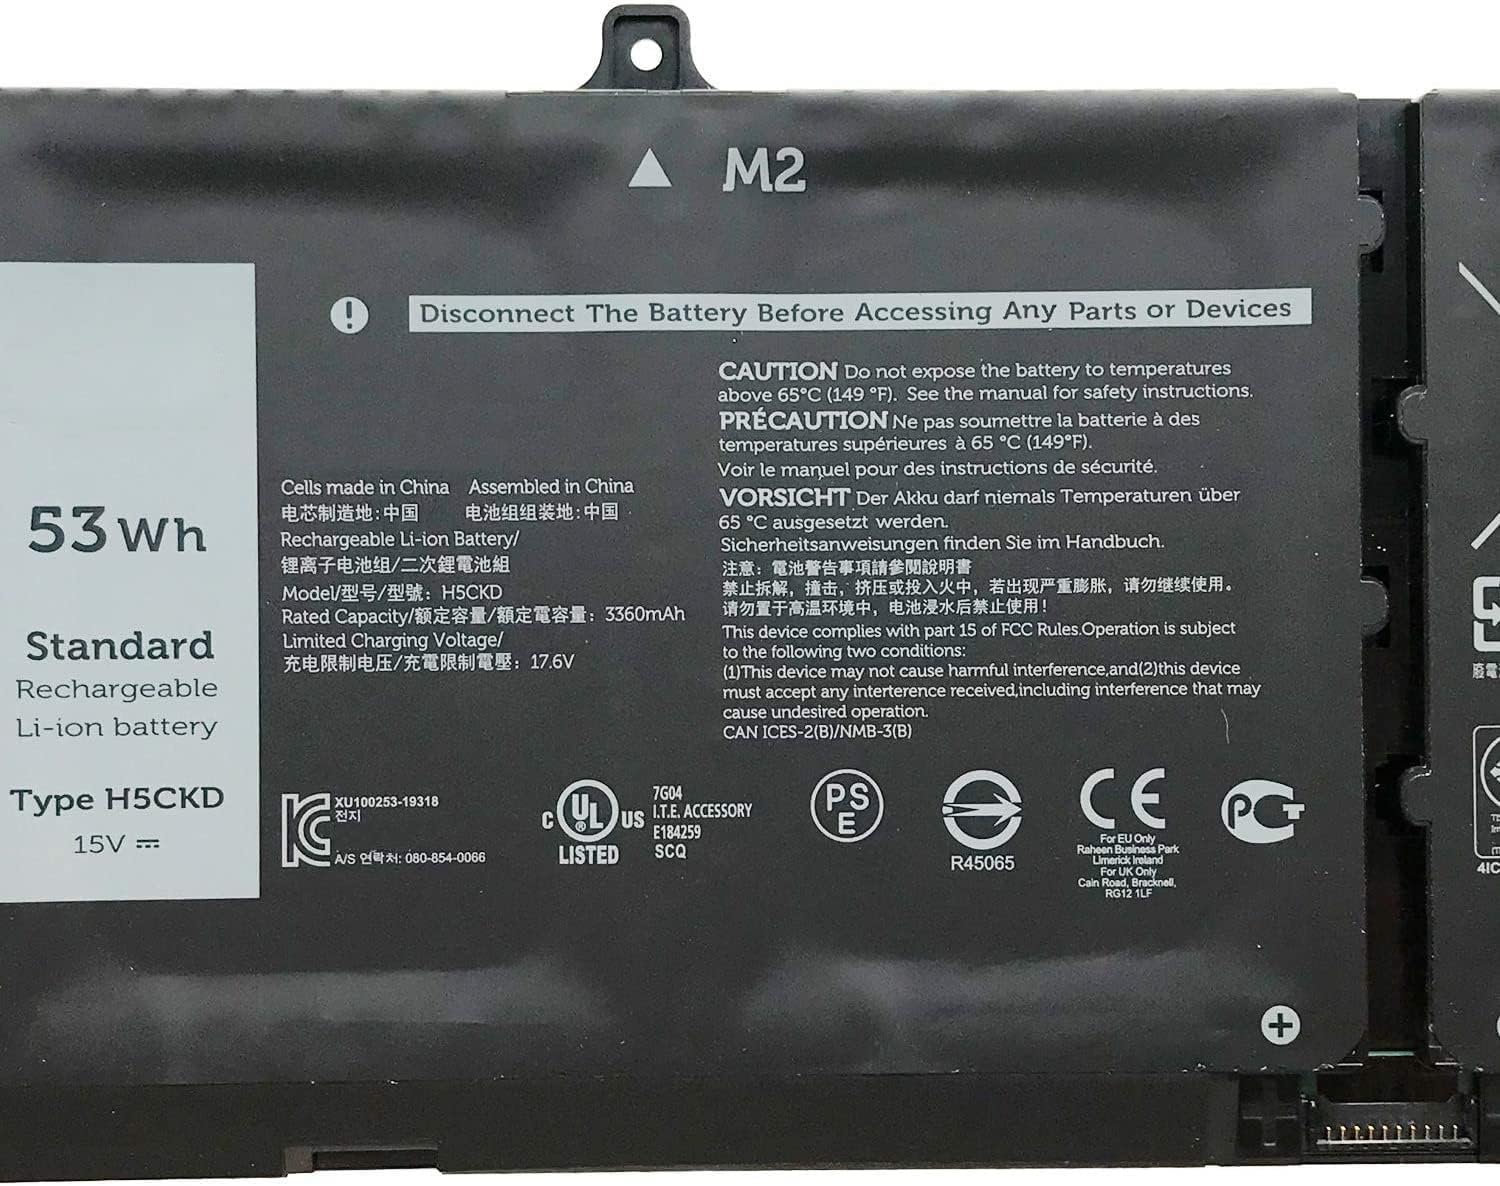 M2
Disconnect The Battery Before Accessing Any Parts or Devices
53 Wh
Standard
Rechargeable
Li-ion battery
Type H5CKD
15V
Cells made in China Assembled in China
电芯制造地:中国 电池组组装地:中国
Rechargeable Li-ion Battery/
锂离子电池组/二次鋰電池組
Model/型号/型號: H5CKD
Rated Capacity/额定容量/額定電容量: 3360mAh
Limited Charging Voltage/
充电限制电压/充電限制電壓: 17.6V
CAUTION Do not expose the battery to temperatures
above 65°C (149 °F). See the manual for safety instructions.
PRÉCAUTION Ne pas soumettre la batterie à des
temperatures supérieures à 65 °C (149°F).
Voir le manuel pour des instructions de sécurité.
VORSICHT Der Akku darf niemals Temperaturen über
65 °C ausgesetzt werden.
Sicherheitsanweisungen finden Sie im Handbuch.
注意: 電池警告事項請參閱說明書
禁止拆解，撞击，挤压或投入火中，若出现严重膨胀，请勿继续使用。
请勿置于高温环境中，电池浸水后禁止使用！
This device complies with part 15 of FCC Rules.Operation is subject
to the following two conditions:
(1)This device may not cause harmful interference,and(2)this device
must accept any interterence received,including interference that may
cause undesired operation.
CAN ICES-2(B)/NMB-3(B)
XU100253-19318
전지
A/S 연락처: 080-854-0066
C UL US
LISTED
7G04
I.T.E. ACCESSORY
E184259
SCQ
PS
E
R45065
CE
For EU Only
Raheen Business Park
Limerick Ireland
For UK Only
Cain Road, Bracknell,
RG12 1LF
PCT
廢電
4IC